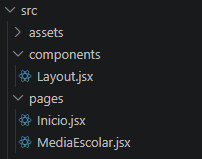 src
assets
components
Layout.jsx
pages
Inicio.jsx
MediaEscolar.jsx